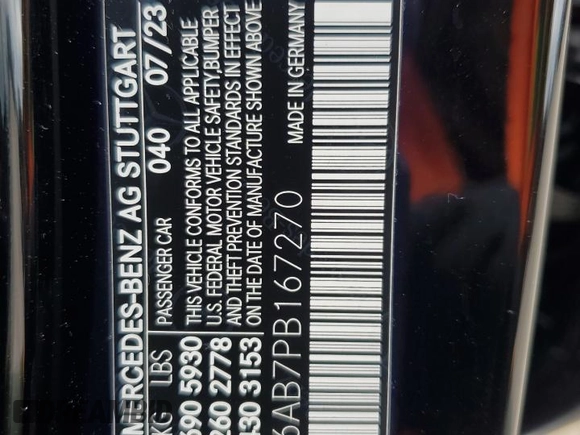 MERCEDES-BENZ AG STUTTGART
KG LBS PASSENGER CAR 040 07/23
690 5930 THIS VEHICLE CONFORMS TO ALL APPLICABLE
260 2778 U.S. FEDERAL MOTOR VEHICLE SAFETY,BUMPER
430 3153 AND THEFT PREVENTION STANDARDS IN EFFECT
ON THE DATE OF MANUFACTURE SHOWN ABOVE
6AB7PB167270 MADE IN GERMANY